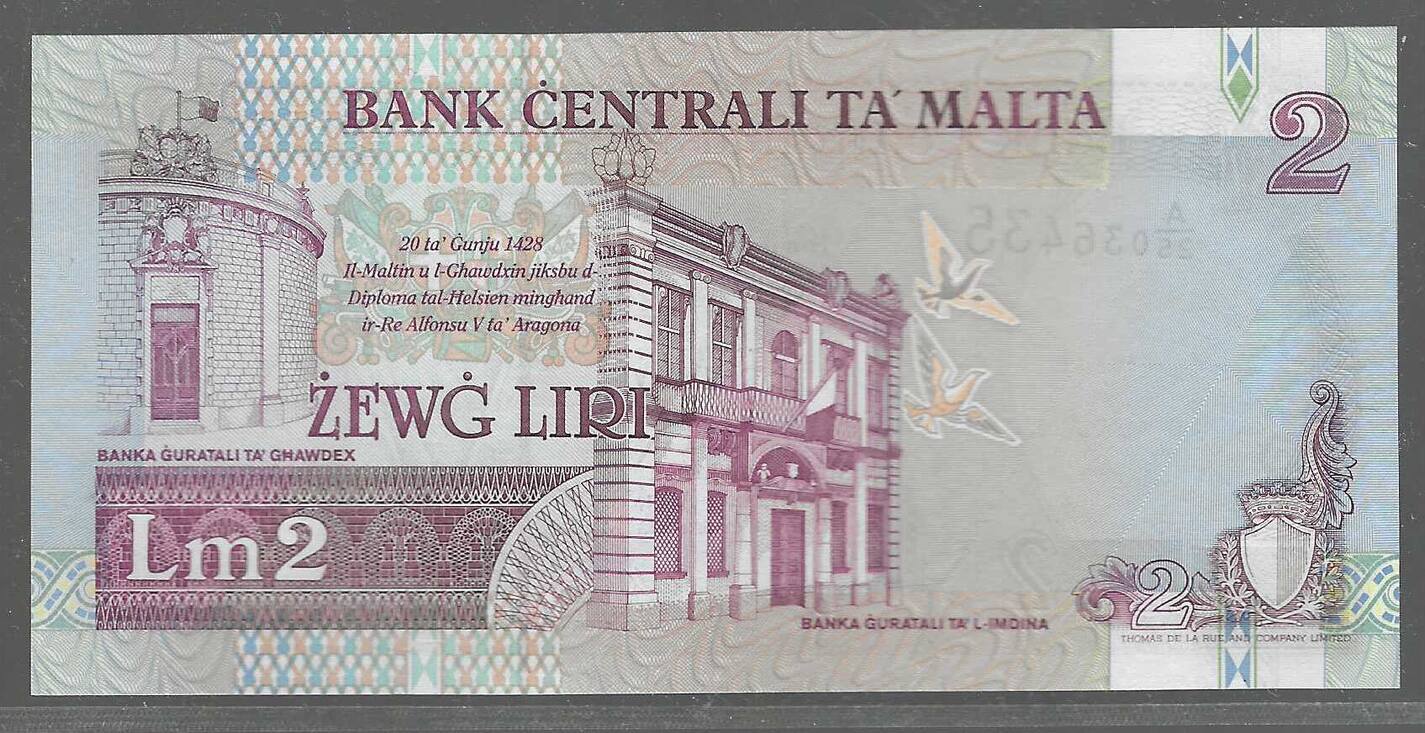 BANK ĊENTRALI TA' MALTA
2
20 ta' Ġunju 1428
Il-Maltin u l-Għawdxin jiksbu d-
Diploma tal-Ħelsien mingħand
ir-Re Alfonsu V ta' Aragona
ŻEWĠ LIRI
BANKA ĠURATALI TA' GĦAWDEX
Lm2
BANKA ĠURATALI TA' L-IMDINA
2
THOMAS DE LA RUE AND COMPANY LIMITED